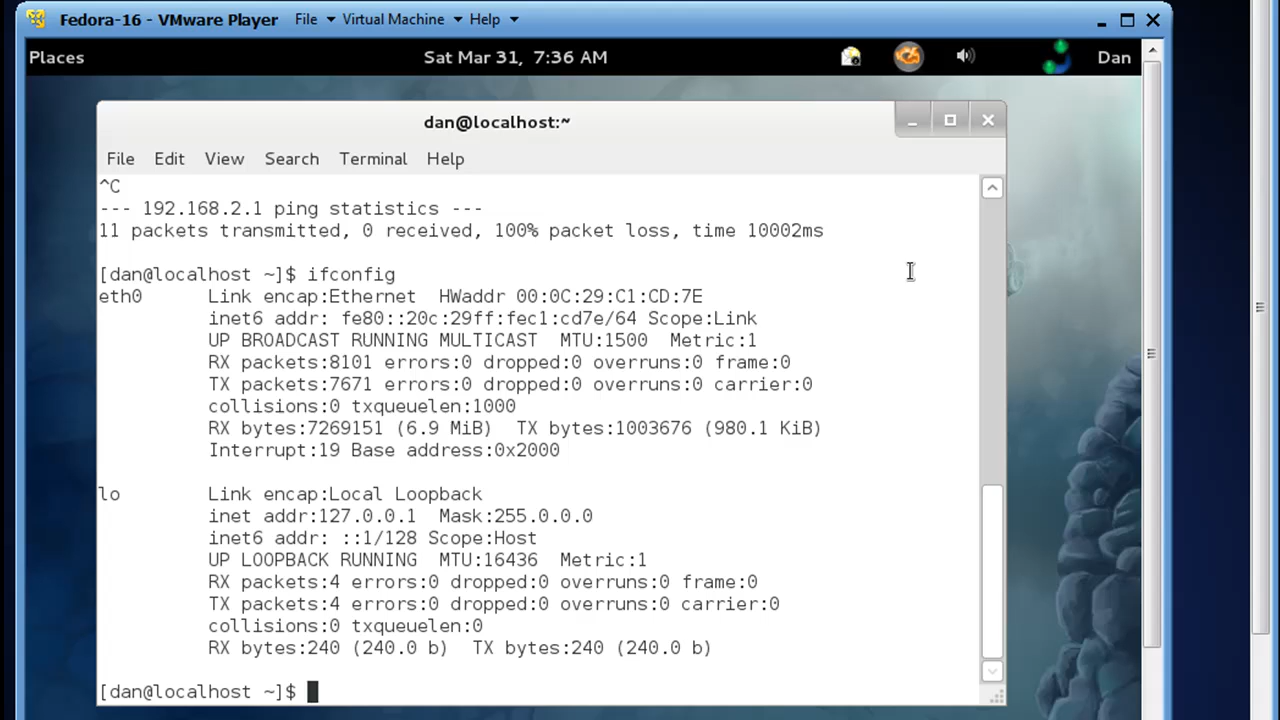 Fedora-16 - VMware Player File Virtual Machine Help
Places Sat Mar 31, 7:36 AM Dan
dan@localhost:~
File Edit View Search Terminal Help
^C
--- 192.168.2.1 ping statistics ---
11 packets transmitted, 0 received, 100% packet loss, time 10002ms
[dan@localhost ~]$ ifconfig
eth0 Link encap:Ethernet HWaddr 00:0C:29:C1:CD:7E
inet6 addr: fe80::20c:29ff:fec1:cd7e/64 Scope:Link
UP BROADCAST RUNNING MULTICAST MTU:1500 Metric:1
RX packets:8101 errors:0 dropped:0 overruns:0 frame:0
TX packets:7671 errors:0 dropped:0 overruns:0 carrier:0
collisions:0 txqueuelen:1000
RX bytes:7269151 (6.9 MiB) TX bytes:1003676 (980.1 KiB)
Interrupt:19 Base address:0x2000
lo Link encap:Local Loopback
inet addr:127.0.0.1 Mask:255.0.0.0
inet6 addr: ::1/128 Scope:Host
UP LOOPBACK RUNNING MTU:16436 Metric:1
RX packets:4 errors:0 dropped:0 overruns:0 frame:0
TX packets:4 errors:0 dropped:0 overruns:0 carrier:0
collisions:0 txqueuelen:0
RX bytes:240 (240.0 b) TX bytes:240 (240.0 b)
[dan@localhost ~]$